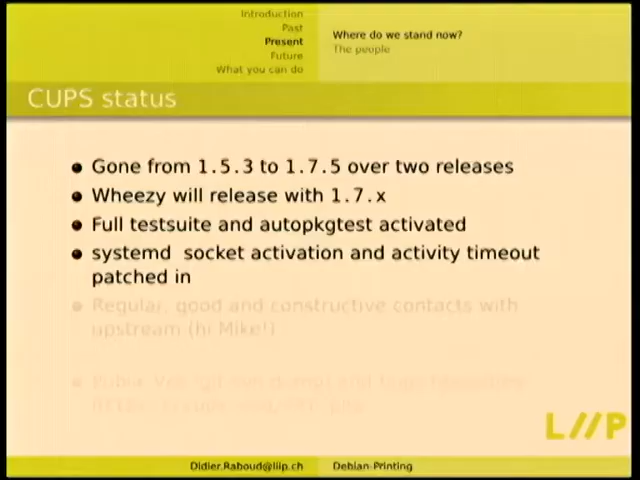 Introduction
Past
Present
Future
What you can do
Where do we stand now?
The people
CUPS status
Gone from 1.5.3 to 1.7.5 over two releases
Wheezy will release with 1.7.x
Full testsuite and autopkgtest activated
systemd socket activation and activity timeout
patched in
Regular, good and constructive contacts with
upstream (hi Mike!)
LIIP
Didier.Raboud@liip.ch
Debian-Printing